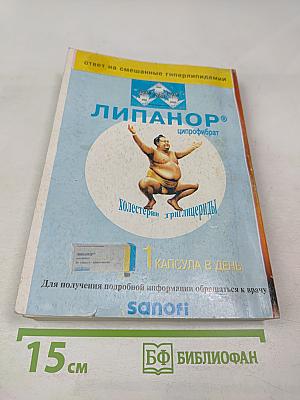 ответ на смешанные гиперлипидемии
ЛИПАНОР®
ципрофибрат
холестерин триглицериды
1 КАПСУЛА В ДЕНЬ
Для получения подробной информации обращаться к врачу
sanofi
15 см
БФ БИБЛИОФАН